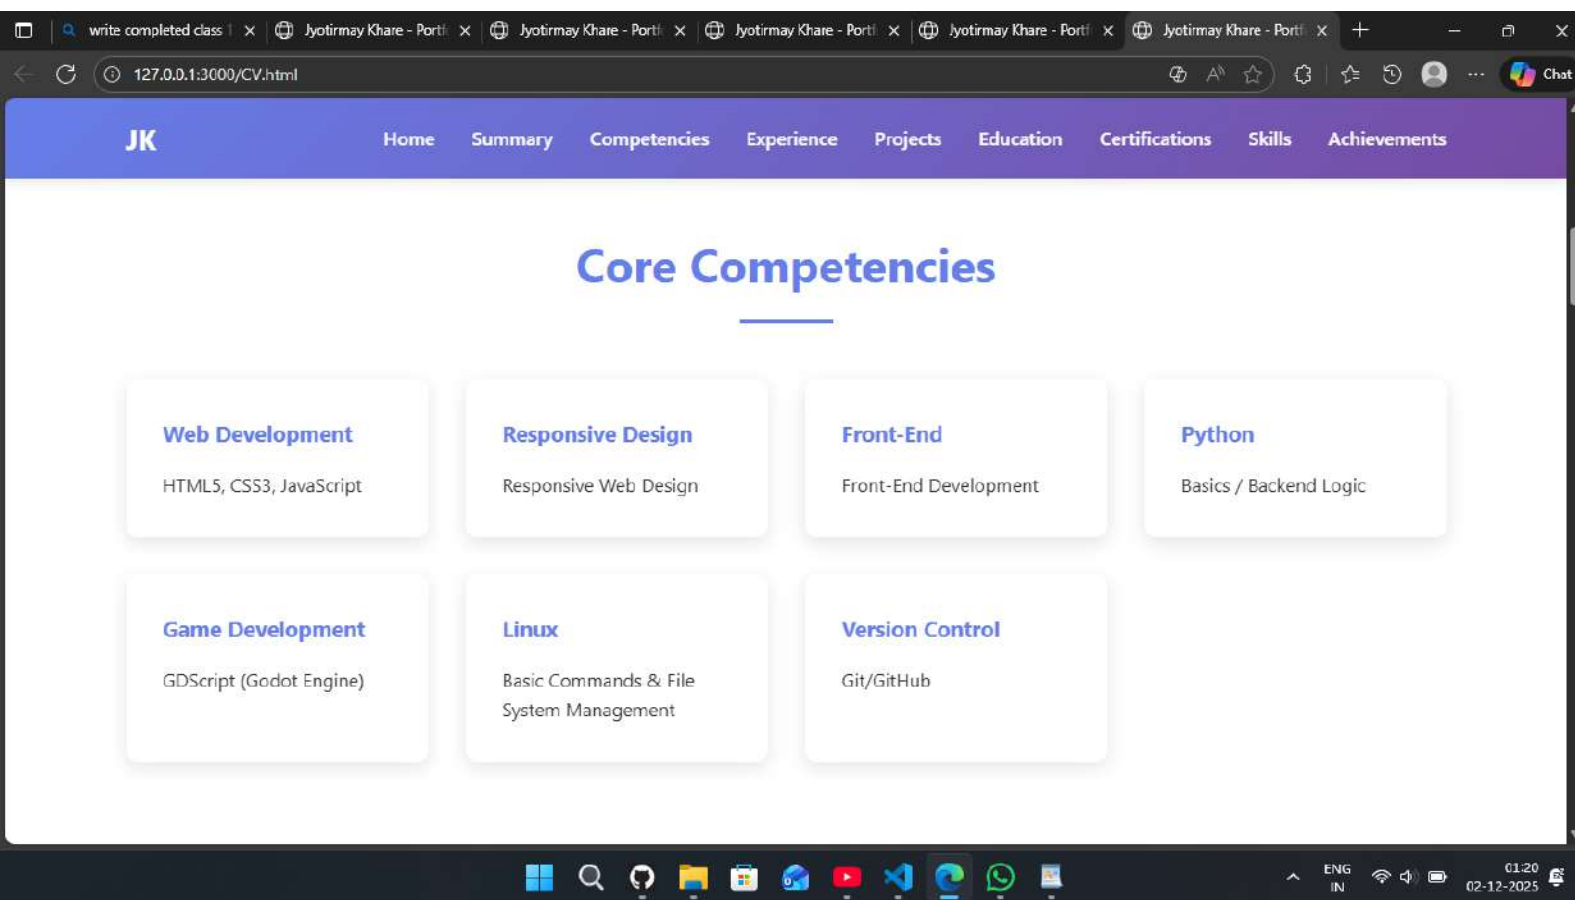 write completed class 1
Jyotirmay Khare - Portf
Jyotirmay Khare - Portf
Jyotirmay Khare - Portf
Jyotirmay Khare - Portf
Jyotirmay Khare - Portf
127.0.0.1:3000/CV.html
Chat
JK
Home Summary Competencies Experience Projects Education Certifications Skills Achievements
Core Competencies
Web Development
HTML5, CSS3, JavaScript
Responsive Design
Responsive Web Design
Front-End
Front-End Development
Python
Basics / Backend Logic
Game Development
GDScript (Godot Engine)
Linux
Basic Commands & File
System Management
Version Control
Git/GitHub
ENG
IN
01:20
02-12-2025